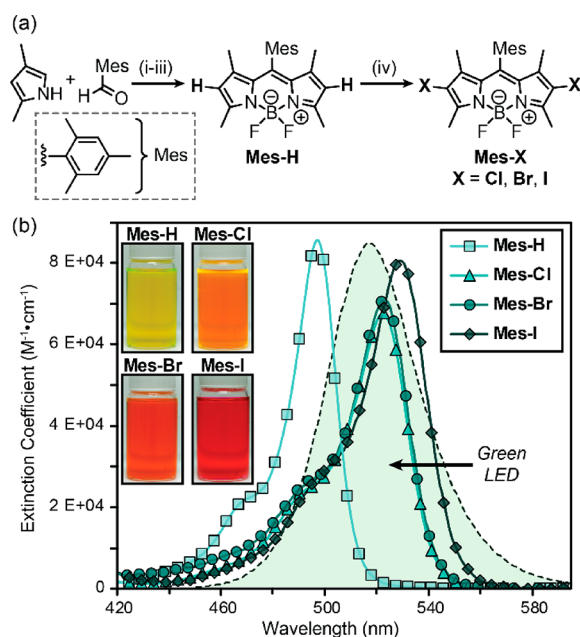 (a)
Mes
Mes
Mes
+
(i-iii)
(iv)
NH
H
O
H
H
X
X
N
B
N
N
B
N
F
F
F
F
Mes
Mes-H
Mes-X
X = Cl, Br, I
(b)
Mes-H
Mes-Cl
Mes-Br
Mes-I
Mes-H
Mes-Cl
Mes-Br
Mes-I
Green
LED
8 E+04
6 E+04
4 E+04
2 E+04
0
Extinction Coefficient (M⁻¹•cm⁻¹)
420
460
500
540
580
Wavelength (nm)